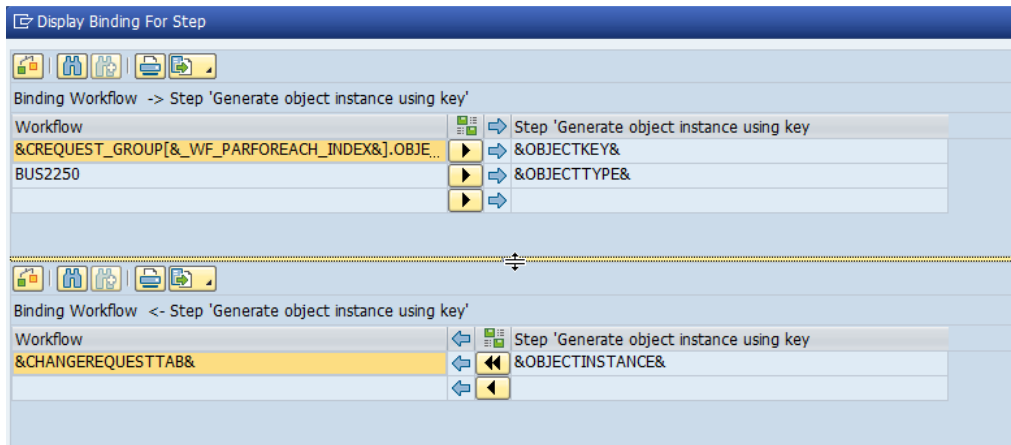 Display Binding For Step
Binding Workflow -> Step 'Generate object instance using key'
Workflow Step 'Generate object instance using key
&CREQUEST_GROUP[&_WF_PARFOREACH_INDEX&].OBJE... &OBJECTKEY&
BUS2250 &OBJECTTYPE&
Binding Workflow <- Step 'Generate object instance using key'
Workflow Step 'Generate object instance using key
&CHANGEREQUESTTAB& &OBJECTINSTANCE&